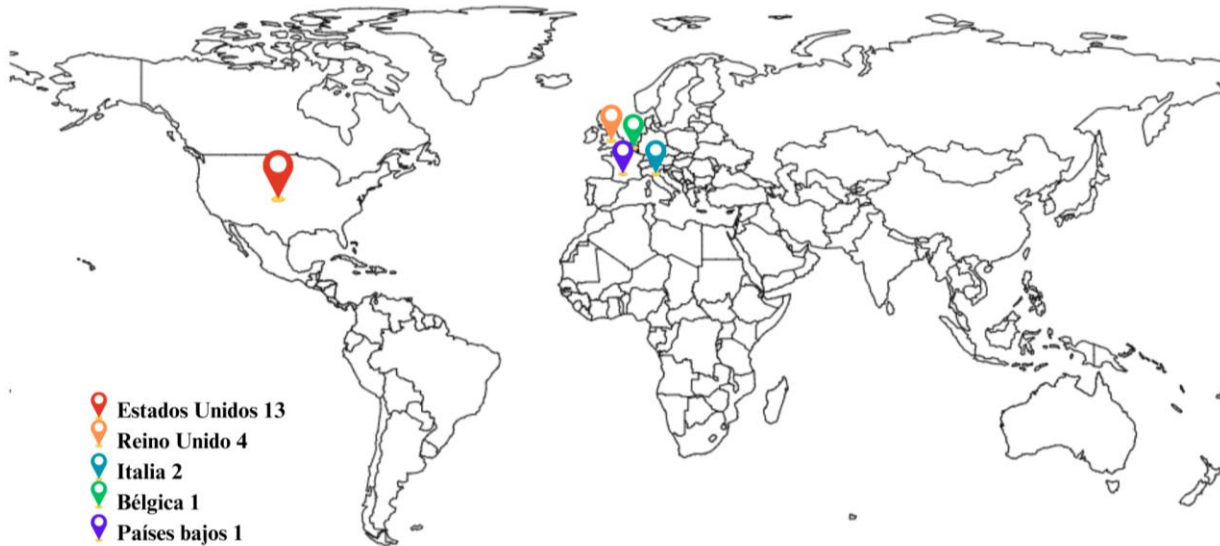 Estados Unidos 13
Reino Unido 4
Italia 2
Bélgica 1
Países bajos 1